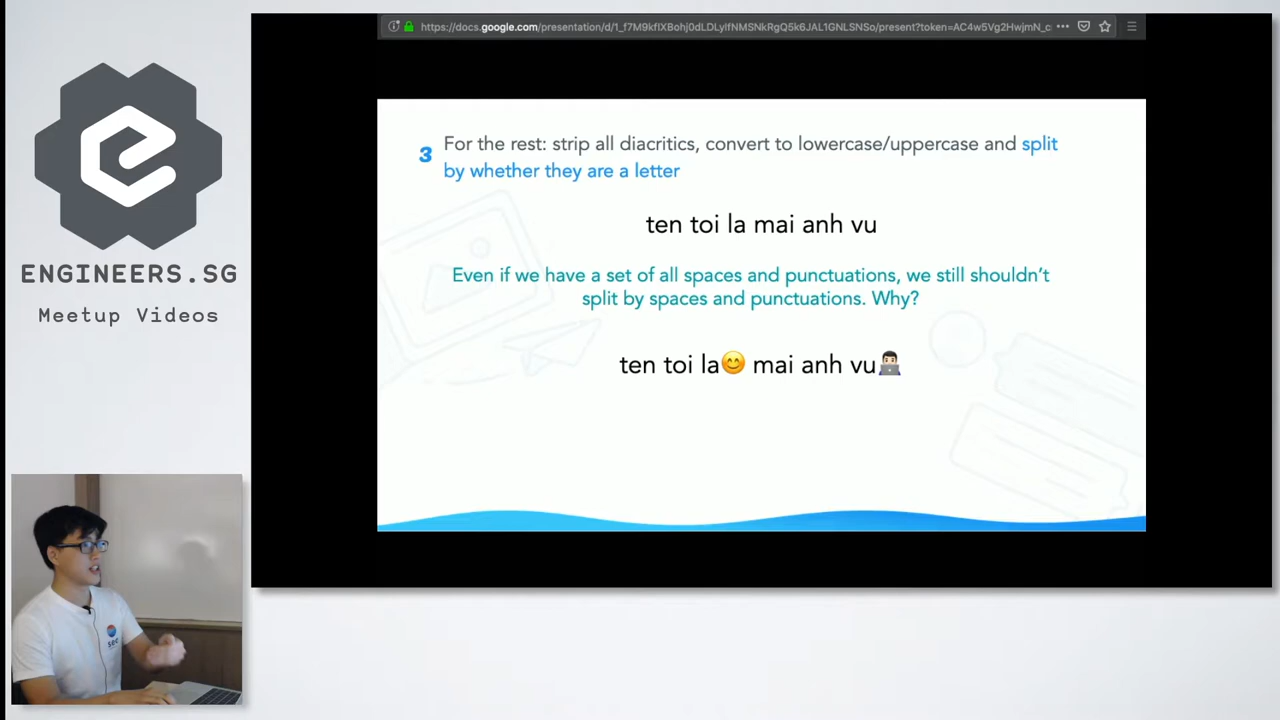 https://docs.google.com/presentation/d/1_f7M9kfIXBohj0dLDLyIfNMSNkRgQ5k6JAL1GNLSNSo/present?token=AC4w5Vg2HwjmN_c
3 For the rest: strip all diacritics, convert to lowercase/uppercase and split
by whether they are a letter
ten toi la mai anh vu
Even if we have a set of all spaces and punctuations, we still shouldn't
split by spaces and punctuations. Why?
ten toi la😊 mai anh vu👨🏻‍💻
ENGINEERS.SG
Meetup Videos